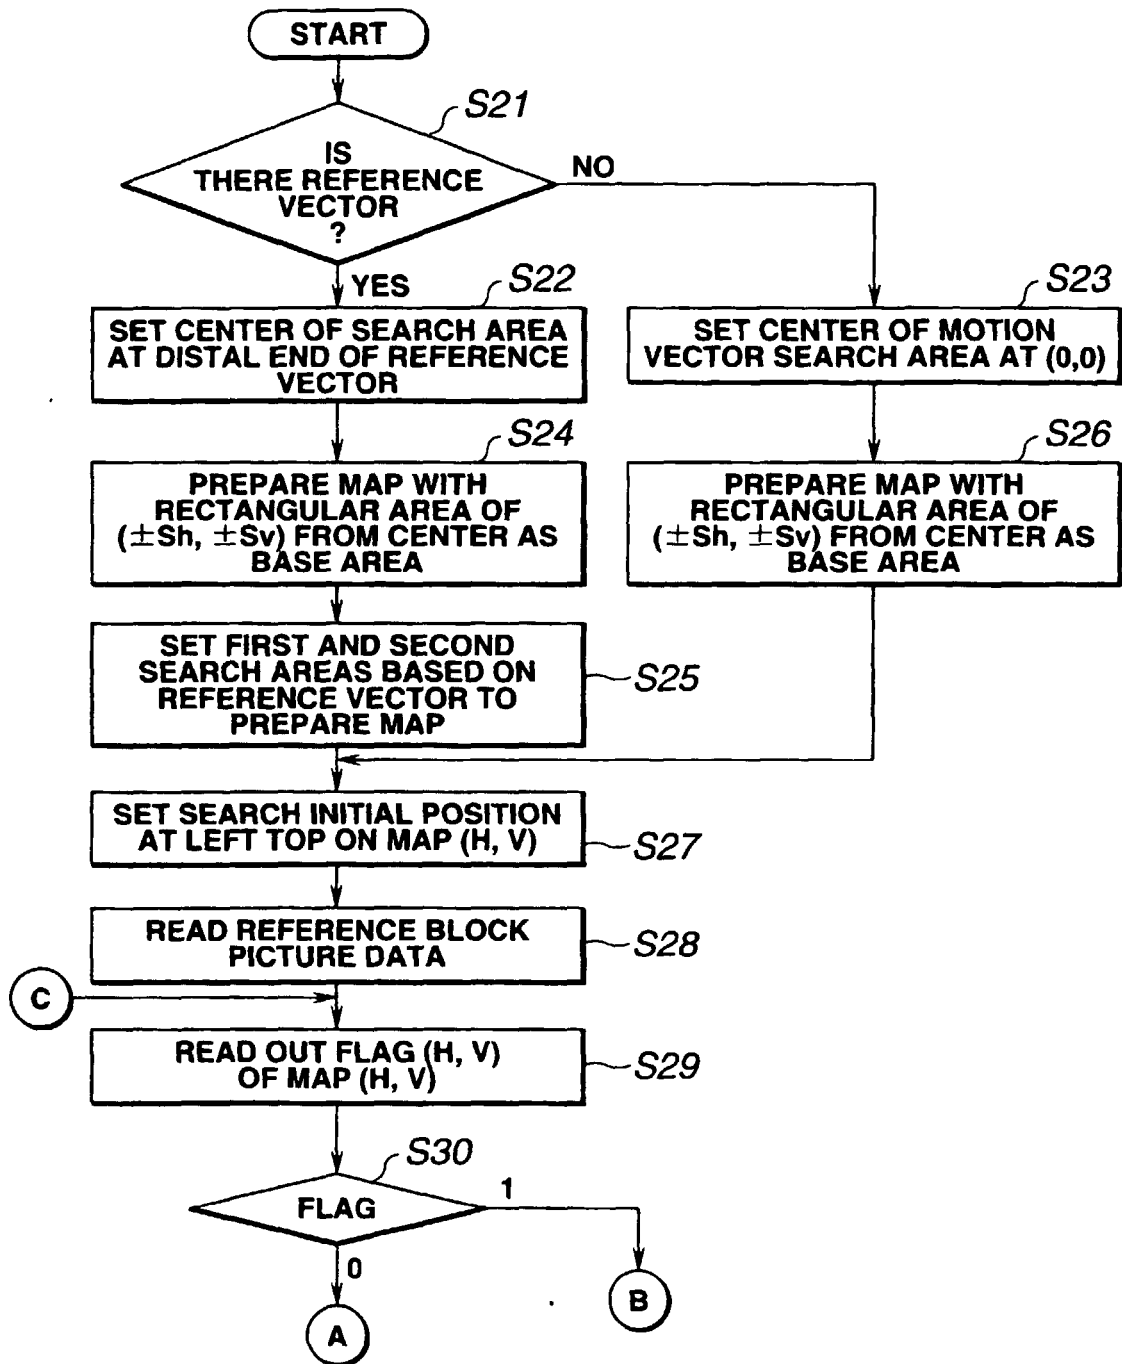 START
S21
IS
THERE REFERENCE
VECTOR
?
NO
YES
S22
SET CENTER OF SEARCH AREA
AT DISTAL END OF REFERENCE
VECTOR
S23
SET CENTER OF MOTION
VECTOR SEARCH AREA AT (0,0)
S24
PREPARE MAP WITH
RECTANGULAR AREA OF
(±Sh, ±Sv) FROM CENTER AS
BASE AREA
S26
PREPARE MAP WITH
RECTANGULAR AREA OF
(±Sh, ±Sv) FROM CENTER AS
BASE AREA
SET FIRST AND SECOND
SEARCH AREAS BASED ON
REFERENCE VECTOR TO
PREPARE MAP
S25
SET SEARCH INITIAL POSITION
AT LEFT TOP ON MAP (H, V)
S27
READ REFERENCE BLOCK
PICTURE DATA
S28
C
READ OUT FLAG (H, V)
OF MAP (H, V)
S29
S30
FLAG
1
0
B
A